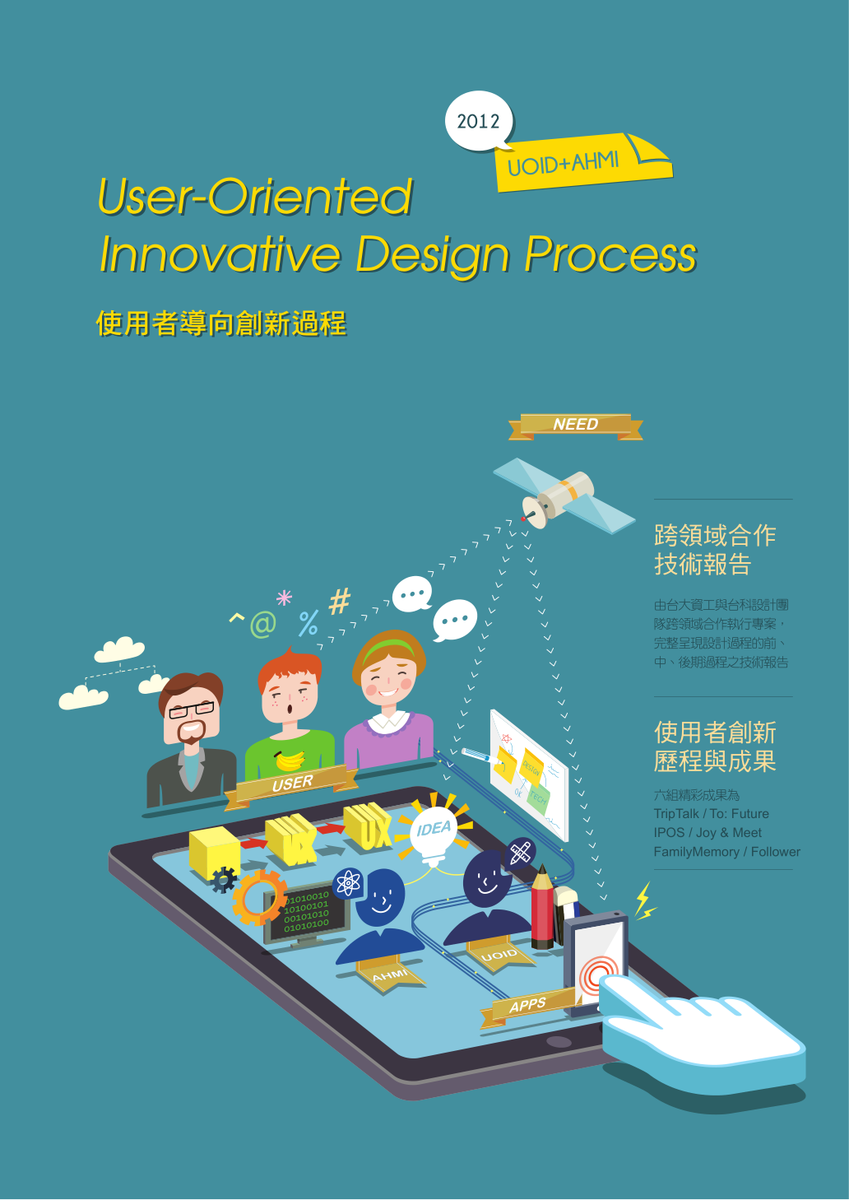 2012
UOID+AHMI
User-Oriented
Innovative Design Process
使用者導向創新過程
NEED
跨領域合作
技術報告
由台大資工與台科設計團
隊跨領域合作執行專案，
完整呈現設計過程的前、
中、後期過程之技術報告
^ @ * % #
使用者創新
歷程與成果
六組精彩成果為
TripTalk / To: Future
IPOS / Joy & Meet
FamilyMemory / Follower
USER
TECH
UX
IDEA
01010010
10100101
00101010
01010100
AHMI
UOID
APPS